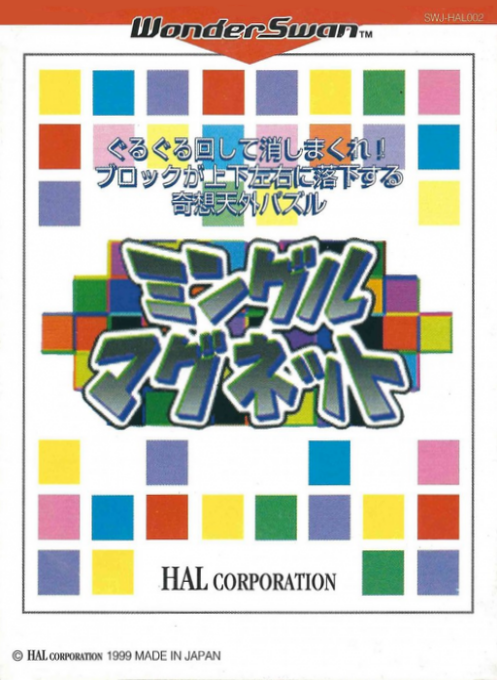 WonderSwan™
SWJ-HAL002
ぐるぐる回して消しまくれ!
ブロックが上下左右に落下する
奇想天外パズル
ミングル
マグネット
HAL CORPORATION
© HAL CORPORATION 1999 MADE IN JAPAN